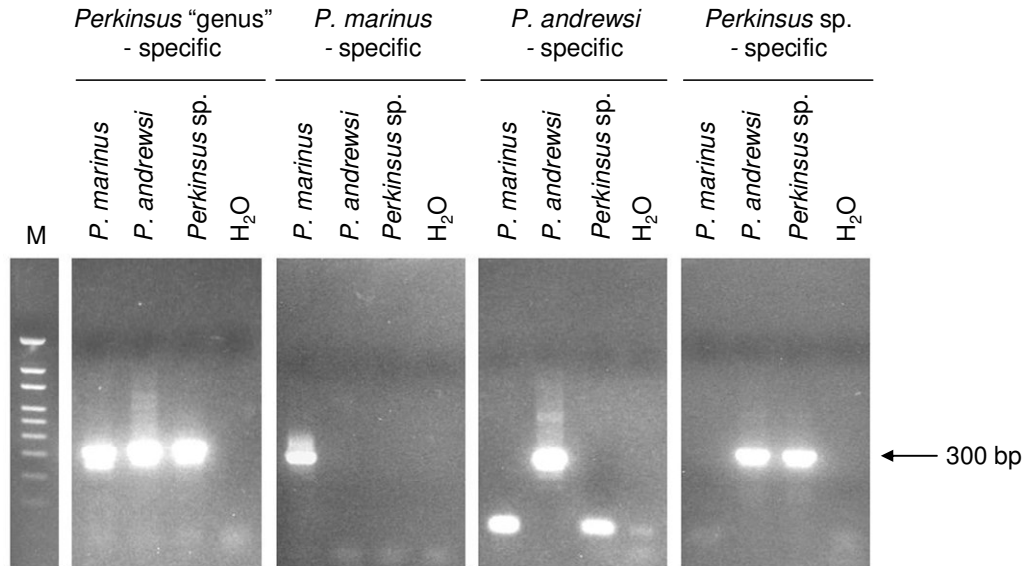 Perkinsus “genus”
- specific
P. marinus
- specific
P. andrewsi
- specific
Perkinsus sp.
- specific
M
P. marinus
P. andrewsi
Perkinsus sp.
H₂O
P. marinus
P. andrewsi
Perkinsus sp.
H₂O
P. marinus
P. andrewsi
Perkinsus sp.
H₂O
P. marinus
P. andrewsi
Perkinsus sp.
H₂O
300 bp